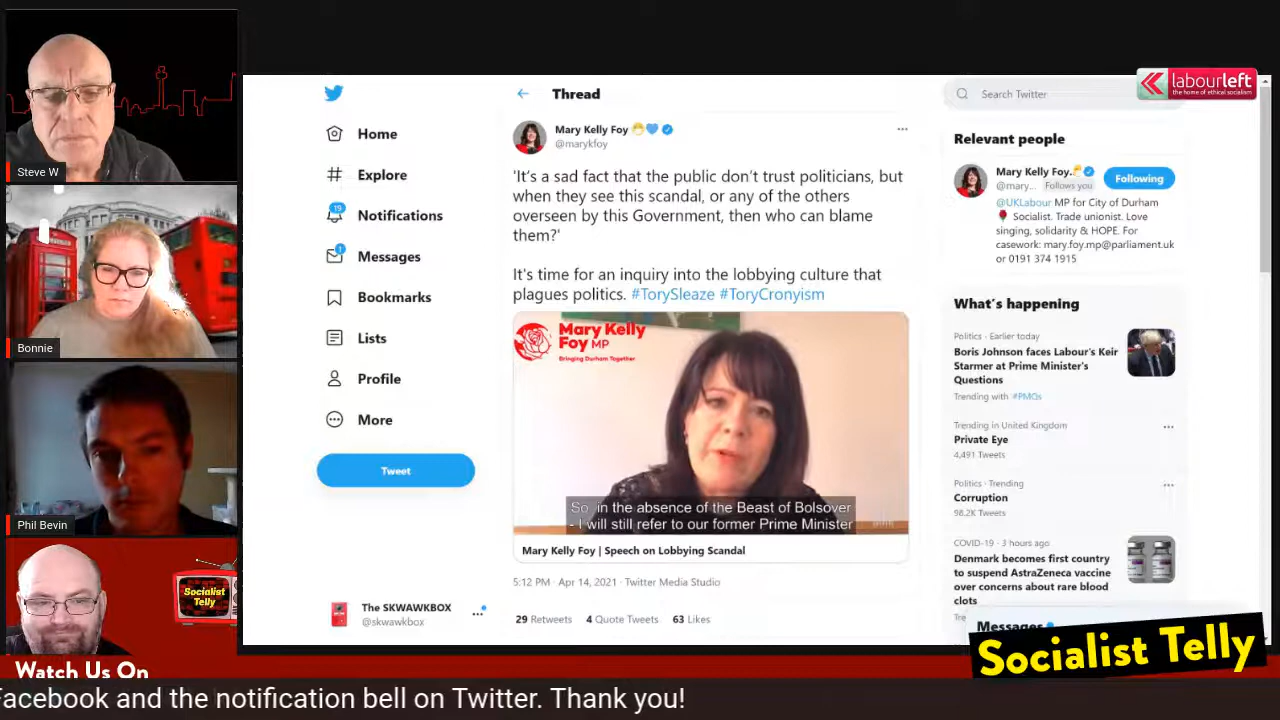 Steve W
Bonnie
Phil Bevin
Socialist
Telly
Watch Us On
Home
Explore
19
Notifications
1
Messages
Bookmarks
Lists
Profile
More
Tweet
The SKWAWKBOX
@skwawkbox
Thread
Mary Kelly Foy
@marykfoy
'It's a sad fact that the public don't trust politicians, but
when they see this scandal, or any of the others
overseen by this Government, then who can blame
them?'
It's time for an inquiry into the lobbying culture that
plagues politics. #TorySleaze #ToryCronyism
Mary Kelly
Foy MP
Bringing Durham Together
So, in the absence of the Beast of Bolsover
- I will still refer to our former Prime Minister
Mary Kelly Foy | Speech on Lobbying Scandal
5:12 PM · Apr 14, 2021 · Twitter Media Studio
29 Retweets 4 Quote Tweets 63 Likes
Search Twitter
labourleft
the home of ethical socialism
Relevant people
Mary Kelly Foy.
@mary... Follows you
Following
@UKLabour MP for City of Durham
Socialist. Trade unionist. Love
singing, solidarity & HOPE. For
casework: mary.foy.mp@parliament.uk
or 0191 374 1915
What's happening
Politics · Earlier today
Boris Johnson faces Labour's Keir
Starmer at Prime Minister's
Questions
Trending with #PMQs
Trending in United Kingdom
Private Eye
4,491 Tweets
Politics · Trending
Corruption
98.2K Tweets
COVID-19 · 3 hours ago
Denmark becomes first country
to suspend AstraZeneca vaccine
over concerns about rare blood
clots
Messages
Socialist Telly
Facebook and the notification bell on Twitter. Thank you!